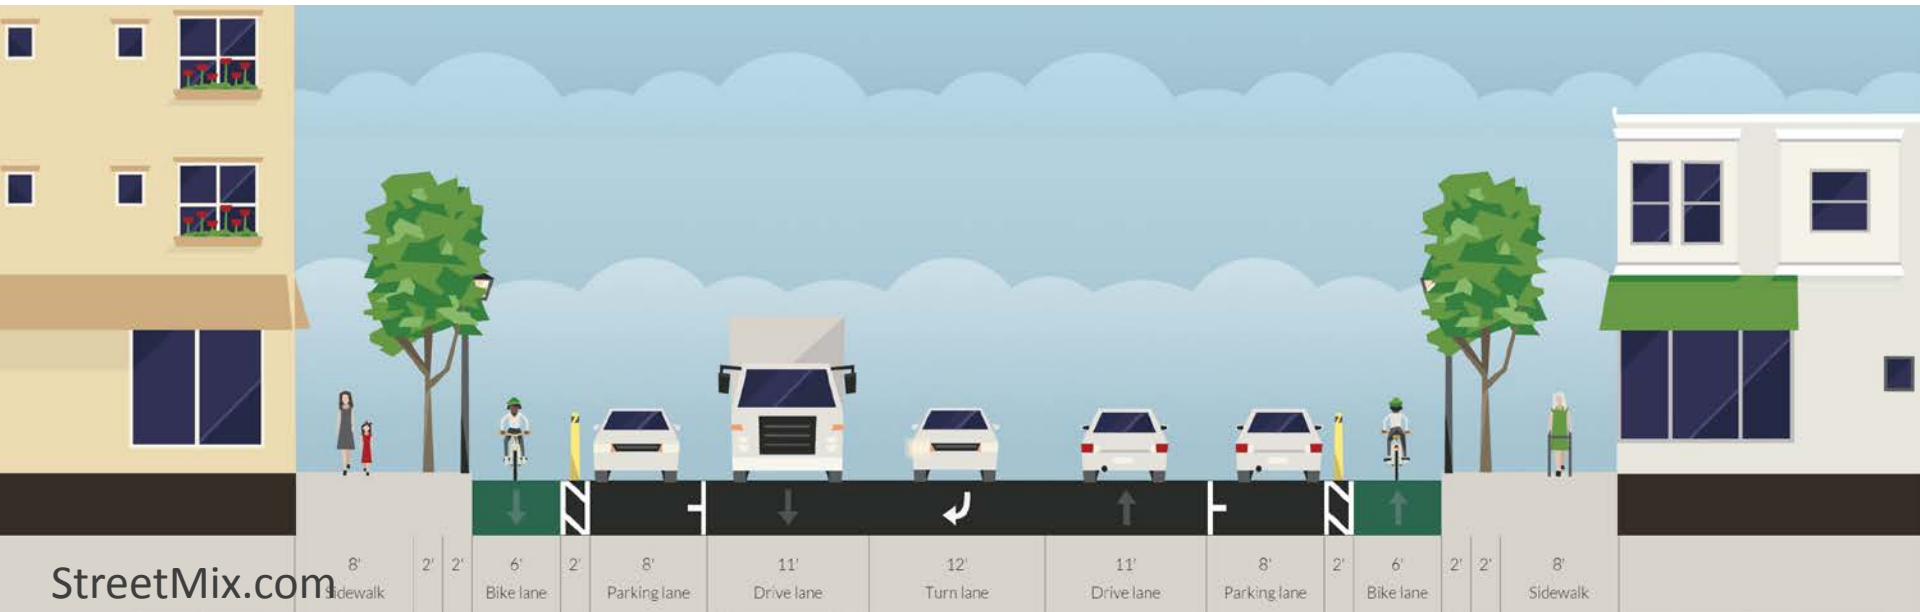 8' 2' 2' 6' 2' 8' 11' 12' 11' 8' 2' 6' 2' 2' 8'
Sidewalk Bike lane Parking lane Drive lane Turn lane Drive lane Parking lane Bike lane Sidewalk
StreetMix.com